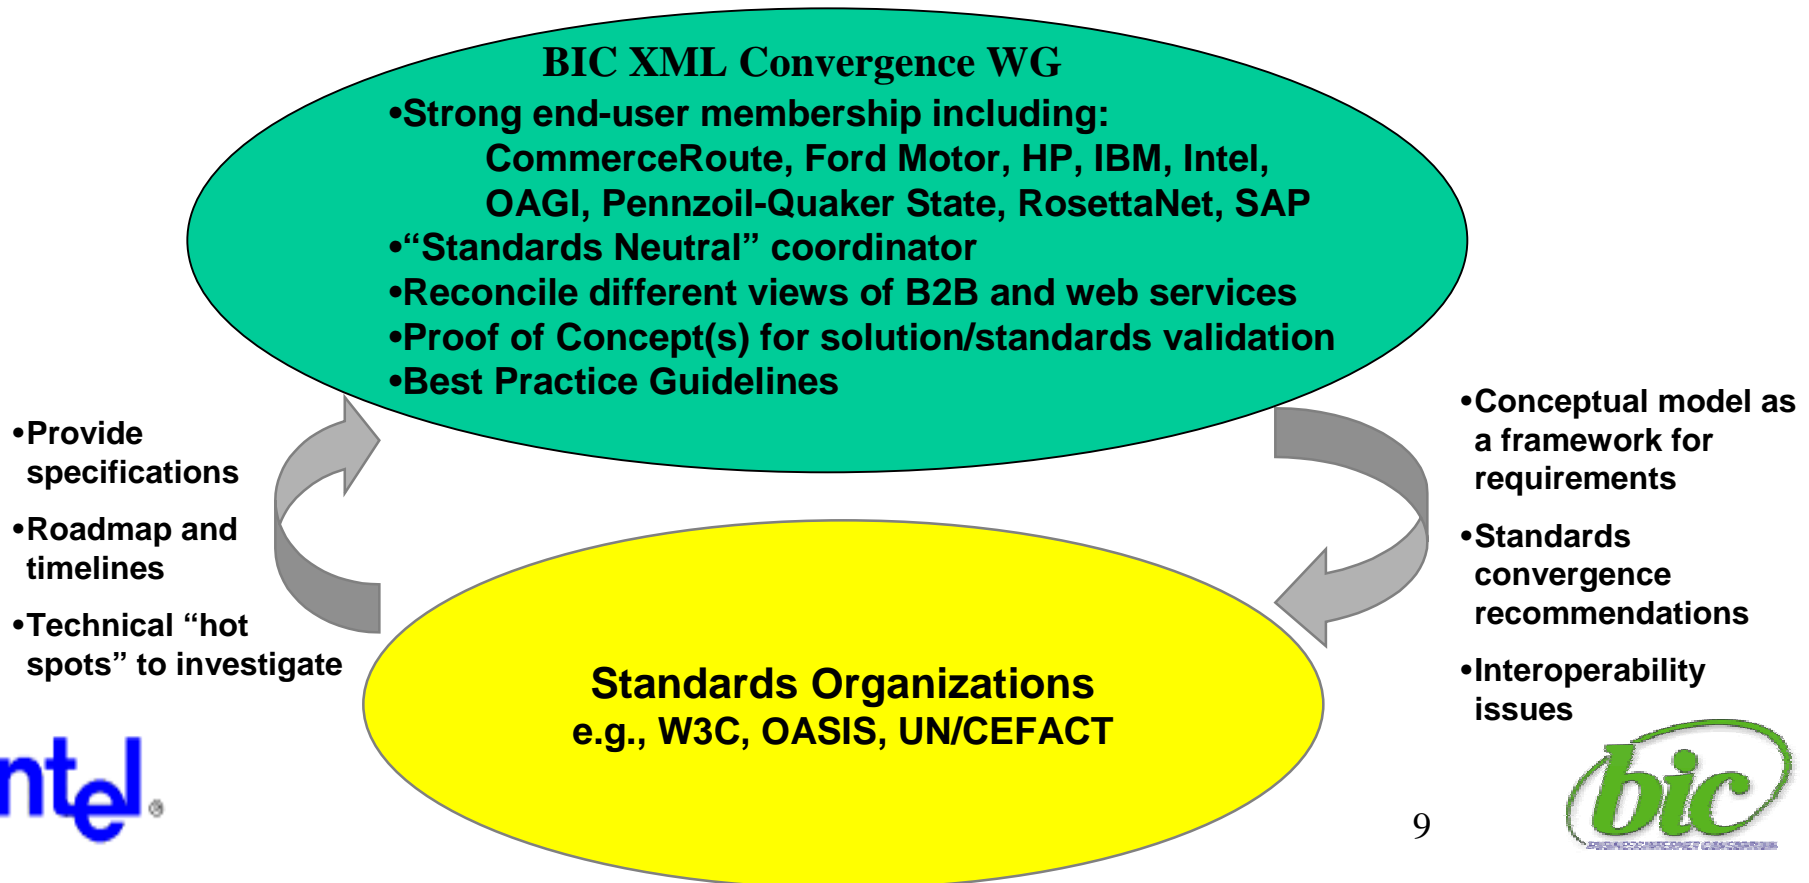 BIC XML Convergence WG
•Strong end-user membership including:
CommerceRoute, Ford Motor, HP, IBM, Intel,
OAGI, Pennzoil-Quaker State, RosettaNet, SAP
•“Standards Neutral” coordinator
•Reconcile different views of B2B and web services
•Proof of Concept(s) for solution/standards validation
•Best Practice Guidelines
•Provide
specifications
•Roadmap and
timelines
•Technical “hot
spots” to investigate
•Conceptual model as
a framework for
requirements
•Standards
convergence
recommendations
•Interoperability
issues
Standards Organizations
e.g., W3C, OASIS, UN/CEFACT
ntel®
9
bic
BUSINESS INTERNET CONSORTIUM